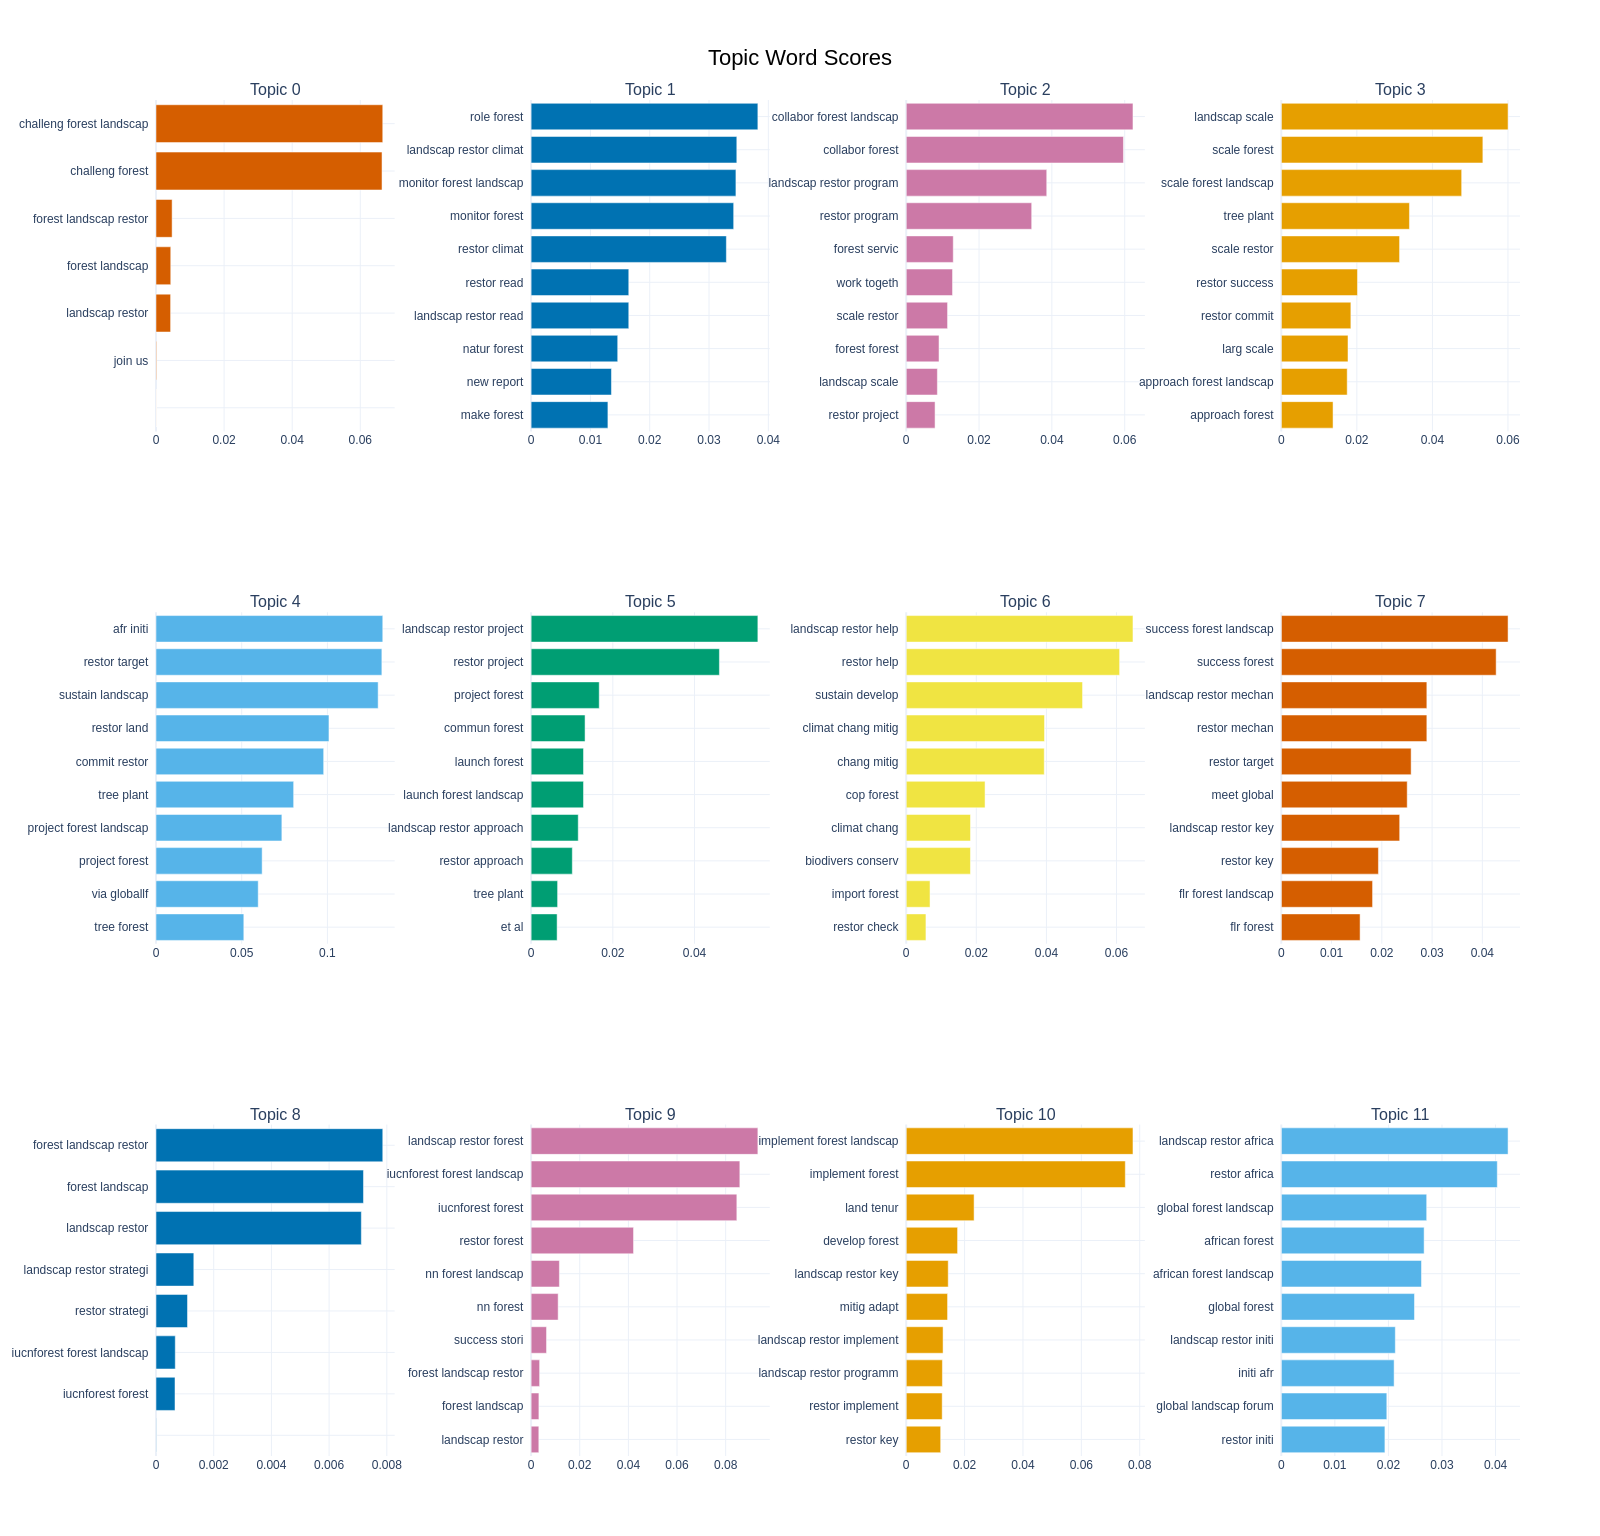 Topic Word Scores
Topic 0
challeng forest landscap
challeng forest
forest landscap restor
forest landscap
landscap restor
join us
0 0.02 0.04 0.06
Topic 1
role forest
landscap restor climat
monitor forest landscap
monitor forest
restor climat
restor read
landscap restor read
natur forest
new report
make forest
0 0.01 0.02 0.03 0.04
Topic 2
collabor forest landscap
collabor forest
landscap restor program
restor program
forest servic
work togeth
scale restor
forest forest
landscap scale
restor project
0 0.02 0.04 0.06
Topic 3
landscap scale
scale forest
scale forest landscap
tree plant
scale restor
restor success
restor commit
larg scale
approach forest landscap
approach forest
0 0.02 0.04 0.06
Topic 4
afr initi
restor target
sustain landscap
restor land
commit restor
tree plant
project forest landscap
project forest
via globallf
tree forest
0 0.05 0.1
Topic 5
landscap restor project
restor project
project forest
commun forest
launch forest
launch forest landscap
landscap restor approach
restor approach
tree plant
et al
0 0.02 0.04
Topic 6
landscap restor help
restor help
sustain develop
climat chang mitig
chang mitig
cop forest
climat chang
biodivers conserv
import forest
restor check
0 0.02 0.04 0.06
Topic 7
success forest landscap
success forest
landscap restor mechan
restor mechan
restor target
meet global
landscap restor key
restor key
flr forest landscap
flr forest
0 0.01 0.02 0.03 0.04
Topic 8
forest landscap restor
forest landscap
landscap restor
landscap restor strategi
restor strategi
iucnforest forest landscap
iucnforest forest
0 0.002 0.004 0.006 0.008
Topic 9
landscap restor forest
iucnforest forest landscap
iucnforest forest
restor forest
nn forest landscap
nn forest
success stori
forest landscap restor
forest landscap
landscap restor
0 0.02 0.04 0.06 0.08
Topic 10
implement forest landscap
implement forest
land tenur
develop forest
landscap restor key
mitig adapt
landscap restor implement
landscap restor programm
restor implement
restor key
0 0.02 0.04 0.06 0.08
Topic 11
landscap restor africa
restor africa
global forest landscap
african forest
african forest landscap
global forest
landscap restor initi
initi afr
global landscap forum
restor initi
0 0.01 0.02 0.03 0.04